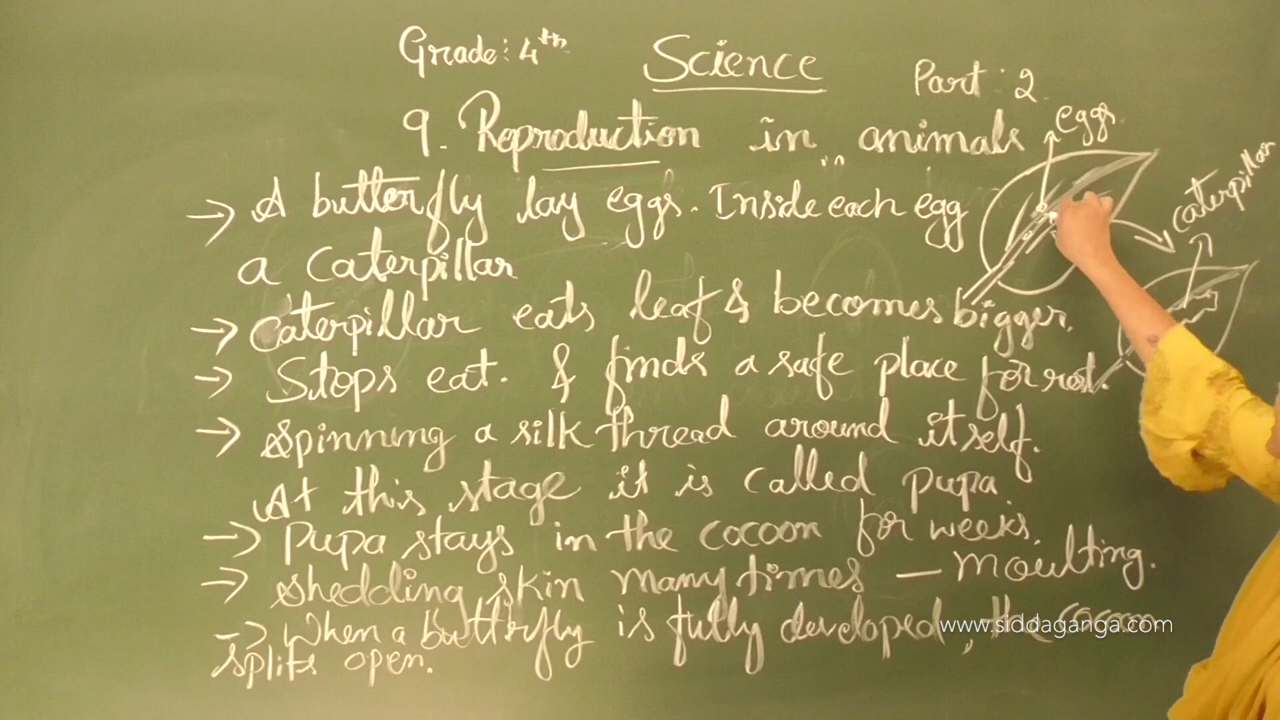 Grade: 4th
Science
Part: 2
9. Reproduction in animals
eggs
caterpillar
→ A butterfly lay eggs. Inside each egg
a caterpillar
→ caterpillar eats leaf & becomes bigger.
→ Stops eat. & finds a safe place for rest.
→ Spinning a silk thread around itself.
At this stage it is called pupa.
→ Pupa stays in the cocoon for weeks.
→ Shedding skin many times — Moulting.
→ When a butterfly is fully developed, the cocoon
splits open.
www.siddaganga.com